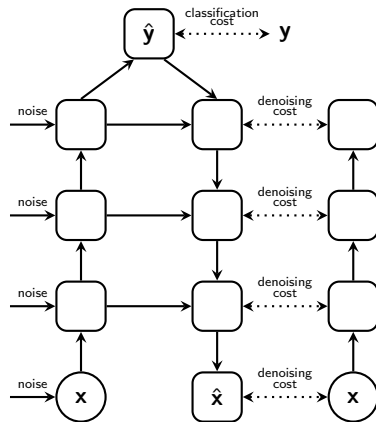 classification
cost
ŷ
y
noise
denoising
cost
noise
denoising
cost
noise
denoising
cost
noise
denoising
cost
x
x̂
x